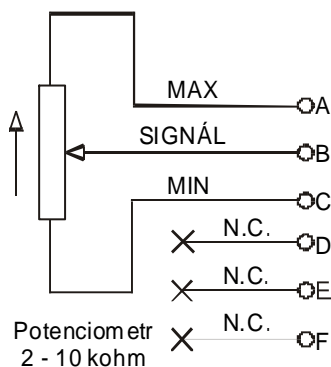 MAX
A
SIGNÁL
B
MIN
C
N.C.
D
N.C.
E
N.C.
F
Potenciometr
2 - 10 kohm